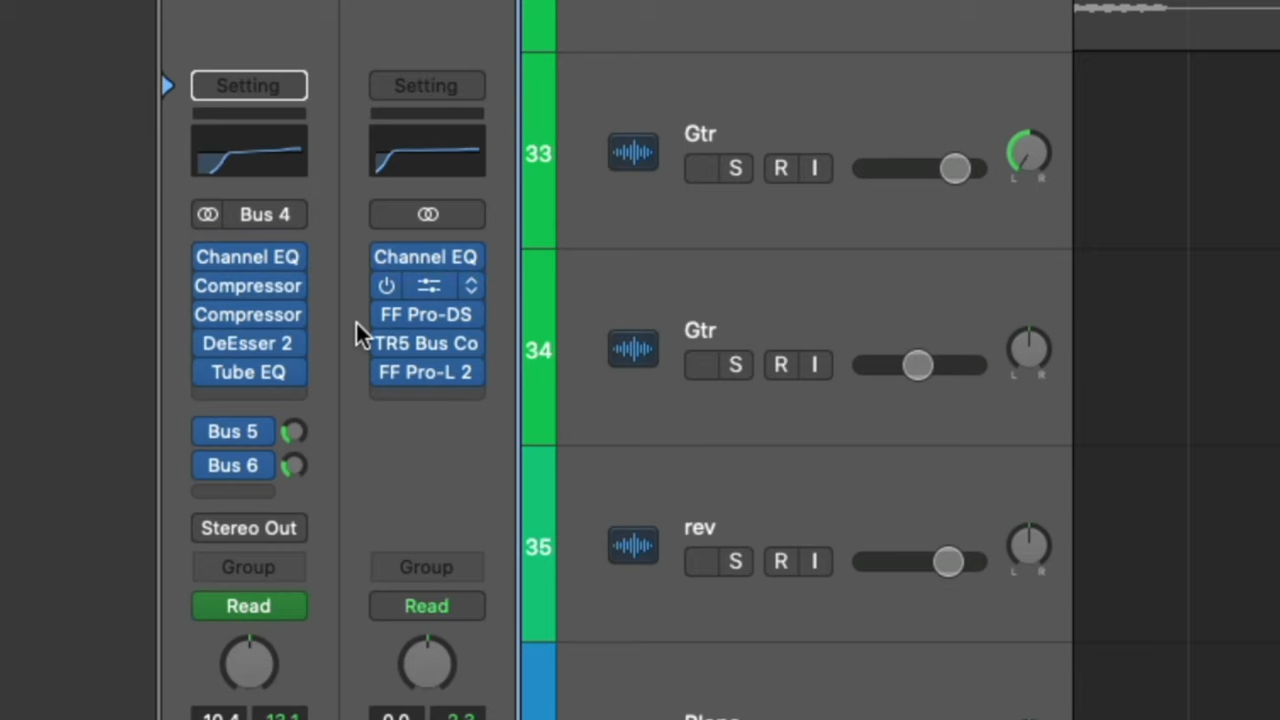 Setting
Bus 4
Channel EQ
Compressor
Compressor
DeEsser 2
Tube EQ
Bus 5
Bus 6
Stereo Out
Group
Read
Setting
Channel EQ
FF Pro-DS
TR5 Bus Co
FF Pro-L 2
Group
Read
33
Gtr
S R I
L R
34
Gtr
S R I
L R
35
rev
S R I
L R